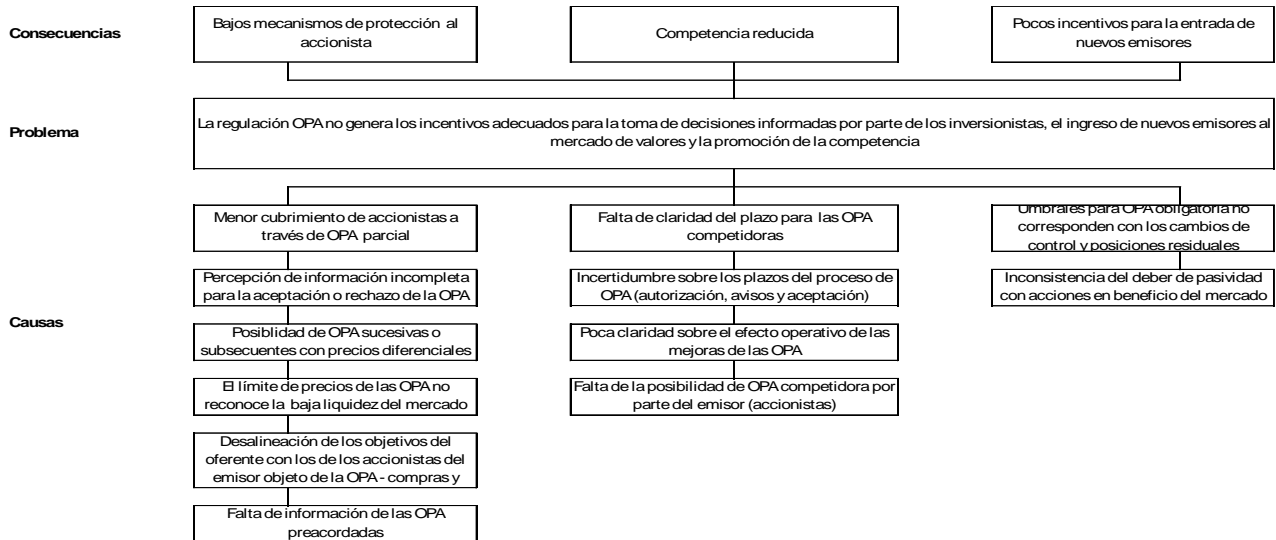 Consecuencias
Bajos mecanismos de protección al
accionista
Competencia reducida
Pocos incentivos para la entrada de
nuevos emisores
Problema
La regulación OPA no genera los incentivos adecuados para la toma de decisiones informadas por parte de los inversionistas, el ingreso de nuevos emisores al
mercado de valores y la promoción de la competencia
Causas
Menor cubrimiento de accionistas a
través de OPA parcial
Percepción de información incompleta
para la aceptación o rechazo de la OPA
Posiblidad de OPA sucesivas o
subsecuentes con precios diferenciales
El límite de precios de las OPA no
reconoce la baja liquidez del mercado
Desalineación de los objetivos del
oferente con los de los accionistas del
emisor objeto de la OPA - compras y
Falta de información de las OPA
preacordadas
Falta de claridad del plazo para las OPA
competidoras
Incertidumbre sobre los plazos del proceso de
OPA (autorización, avisos y aceptación)
Poca claridad sobre el efecto operativo de las
mejoras de las OPA
Falta de la posibilidad de OPA competidora por
parte del emisor (accionistas)
Umbrales para OPA obligatoria no
corresponden con los cambios de
control y posiciones residuales
Inconsistencia del deber de pasividad
con acciones en beneficio del mercado